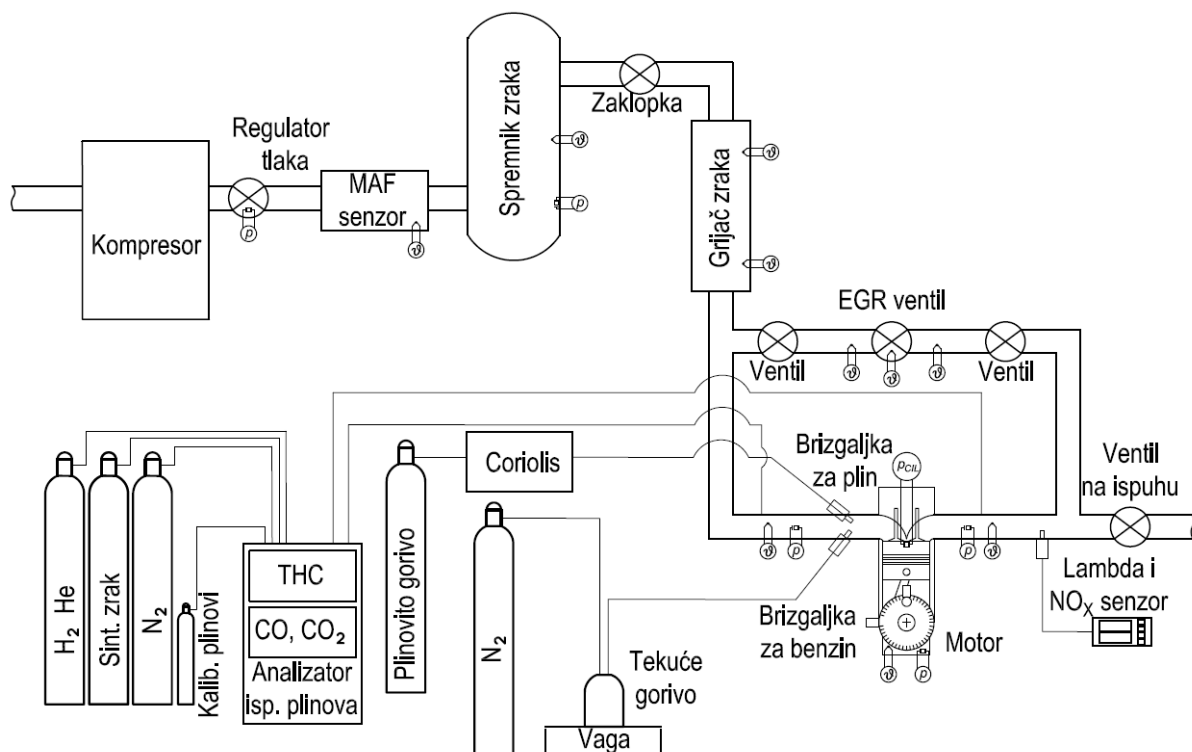 Regulator
tlaka
Kompresor
p
MAF
senzor
ϑ
Spremnik zraka
ϑ
p
Zaklopka
Grijač zraka
ϑ
ϑ
EGR ventil
Ventil
ϑ
ϑ
ϑ
Ventil
H₂ He
Sint. zrak
N₂
Kalib. plinovi
THC
CO, CO₂
Analizator
isp. plinova
Plinovito gorivo
Coriolis
N₂
Tekuće
gorivo
Vaga
Brizgaljka
za plin
pCIL
ϑ
p
Brizgaljka
za benzin
Motor
ϑ
p
p
ϑ
Ventil
na ispuhu
Lambda i
NOX senzor